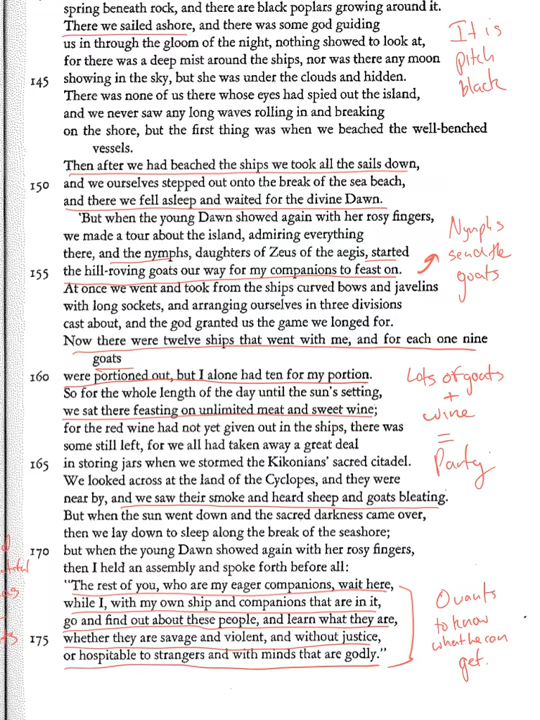 spring beneath rock, and there are black poplars growing around it.
There we sailed ashore, and there was some god guiding
us in through the gloom of the night, nothing showed to look at,
for there was a deep mist around the ships, nor was there any moon
145 showing in the sky, but she was under the clouds and hidden.
There was none of us there whose eyes had spied out the island,
and we never saw any long waves rolling in and breaking
on the shore, but the first thing was when we beached the well-benched
vessels.
It is
pitch
black
Then after we had beached the ships we took all the sails down,
150 and we ourselves stepped out onto the break of the sea beach,
and there we fell asleep and waited for the divine Dawn.
'But when the young Dawn showed again with her rosy fingers,
we made a tour about the island, admiring everything
there, and the nymphs, daughters of Zeus of the aegis, started
155 the hill-roving goats our way for my companions to feast on.
Nymphs
send the
goats
At once we went and took from the ships curved bows and javelins
with long sockets, and arranging ourselves in three divisions
cast about, and the god granted us the game we longed for.
Now there were twelve ships that went with me, and for each one nine
goats
160 were portioned out, but I alone had ten for my portion.
So for the whole length of the day until the sun's setting,
we sat there feasting on unlimited meat and sweet wine;
for the red wine had not yet given out in the ships, there was
some still left, for we all had taken away a great deal
165 in storing jars when we stormed the Kikonians' sacred citadel.
Lots of goats
+
wine
=
Party
We looked across at the land of the Cyclopes, and they were
near by, and we saw their smoke and heard sheep and goats bleating.
But when the sun went down and the sacred darkness came over,
then we lay down to sleep along the break of the seashore;
170 but when the young Dawn showed again with her rosy fingers,
then I held an assembly and spoke forth before all:
"The rest of you, who are my eager companions, wait here,
while I, with my own ship and companions that are in it,
go and find out about these people, and learn what they are,
175 whether they are savage and violent, and without justice,
or hospitable to strangers and with minds that are godly."
O wants
to know
what he can
get.